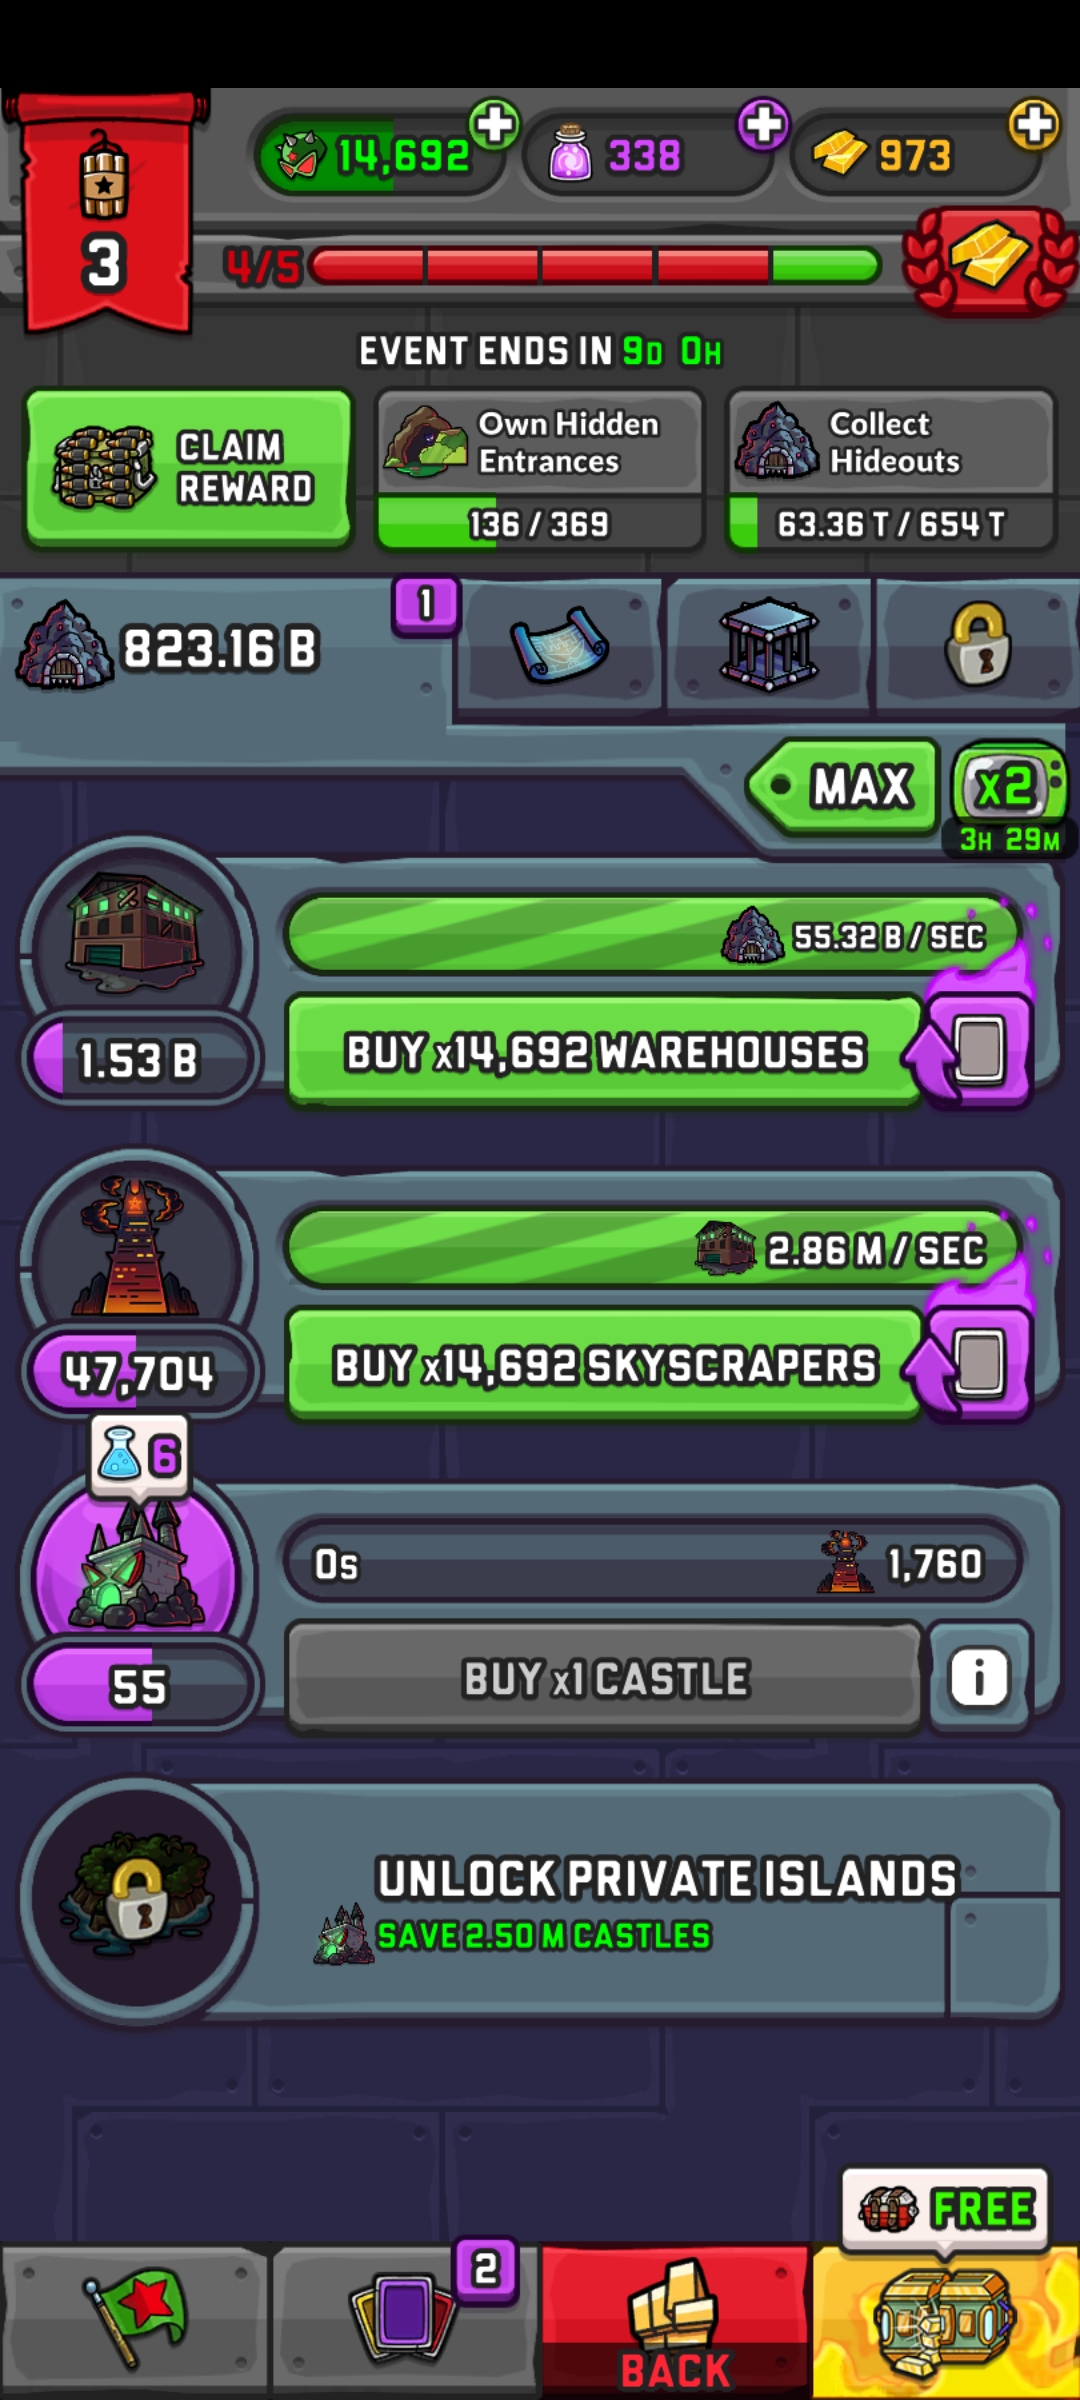 14,692
338
973
3
4/5
EVENT ENDS IN 9D 0H
CLAIM
REWARD
Own Hidden
Entrances
136 / 369
Collect
Hideouts
63.36 T / 654 T
823.16 B
1
MAX
x2
3H 29M
55.32 B / SEC
1.53 B
BUY x14,692 WAREHOUSES
2.86 M / SEC
47,704
BUY x14,692 SKYSCRAPERS
6
0s
1,760
55
BUY x1 CASTLE
i
UNLOCK PRIVATE ISLANDS
SAVE 2.50 M CASTLES
FREE
2
BACK